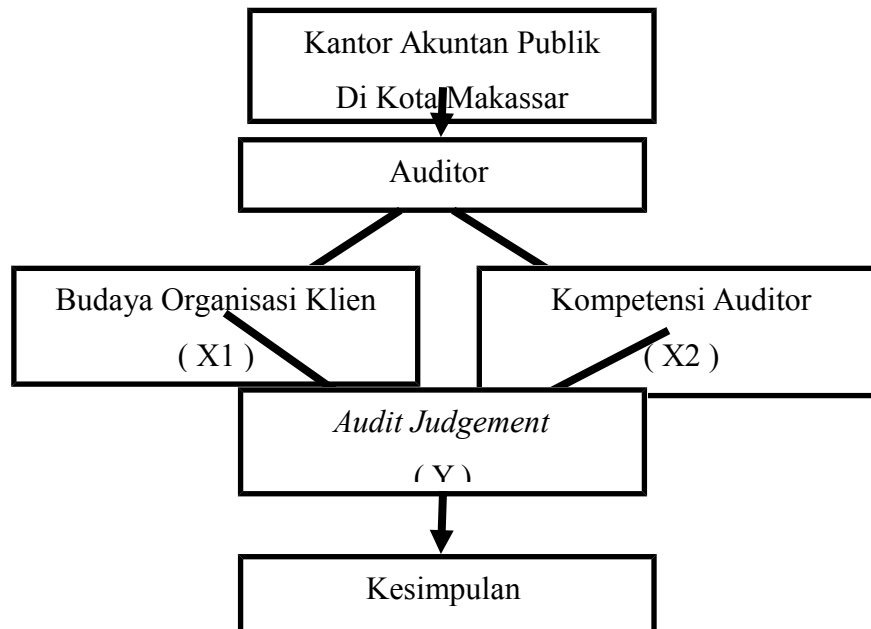 Kantor Akuntan Publik
Di Kota Makassar
Auditor
Budaya Organisasi Klien
( X1 )
Kompetensi Auditor
( X2 )
Audit Judgement
( Y )
Kesimpulan